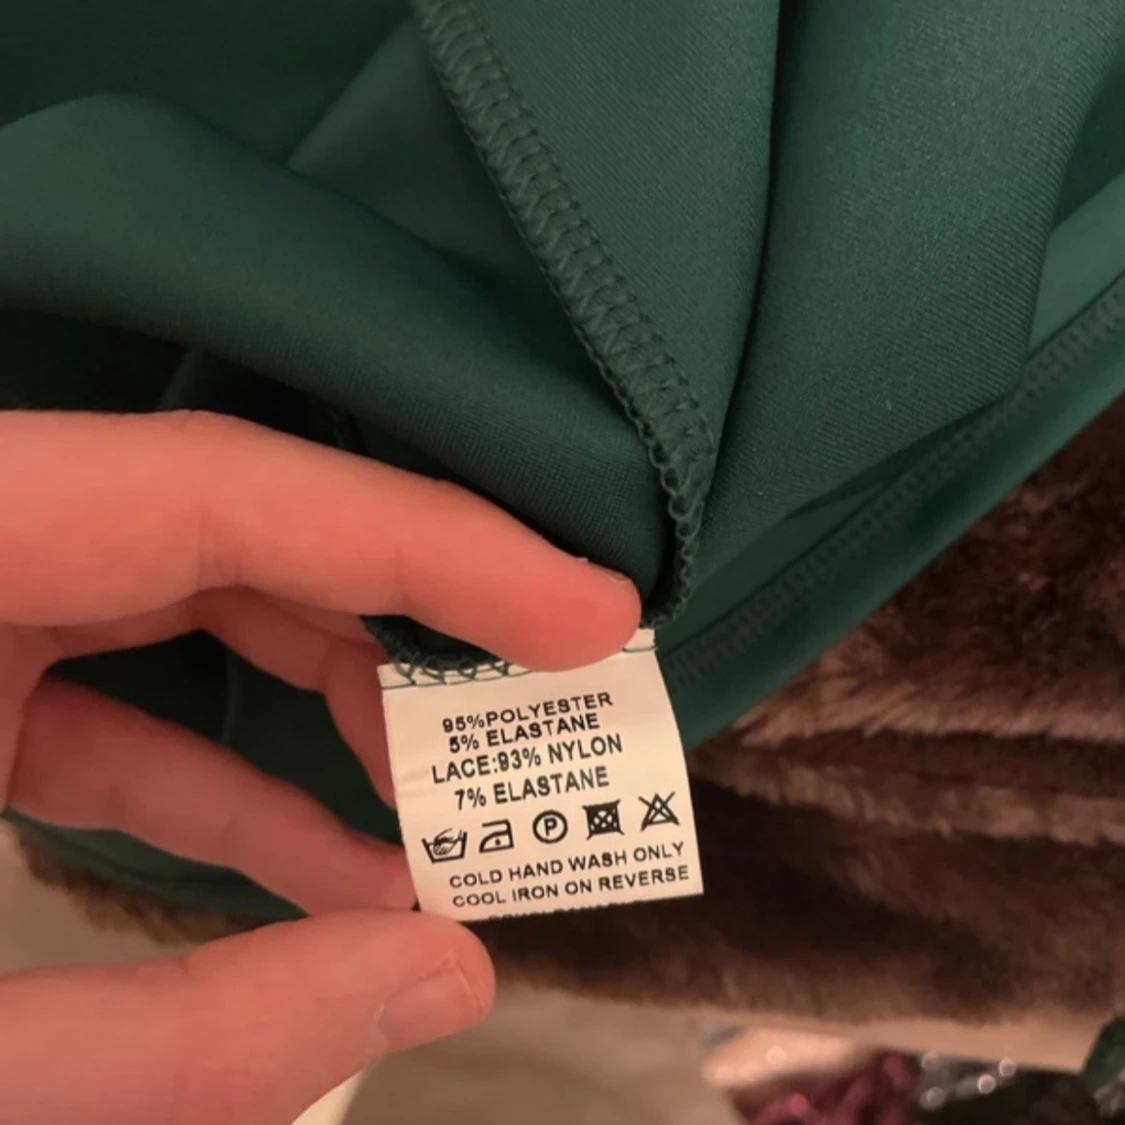 95%POLYESTER
5% ELASTANE
LACE:93% NYLON
7% ELASTANE
P
COLD HAND WASH ONLY
COOL IRON ON REVERSE